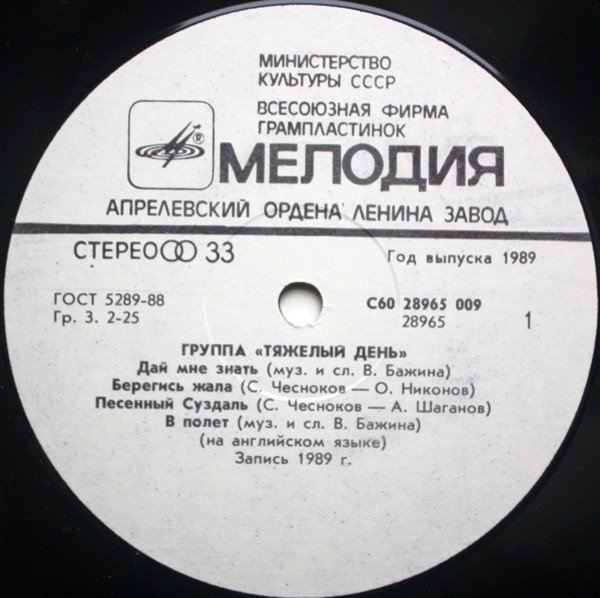 МИНИСТЕРСТВО
КУЛЬТУРЫ СССР
ВСЕСОЮЗНАЯ ФИРМА
ГРАМПЛАСТИНОК
®
МЕЛОДИЯ
АПРЕЛЕВСКИЙ ОРДЕНА ЛЕНИНА ЗАВОД
СТЕРЕО 33
Год выпуска 1989
ГОСТ 5289-88
Гр. 3. 2-25
С60 28965 009
28965
1
ГРУППА «ТЯЖЕЛЫЙ ДЕНЬ»
Дай мне знать (муз. и сл. В. Бажина)
Берегись жала (С. Чесноков — О. Никонов)
Песенный Суздаль (С. Чесноков — А. Шаганов)
В полет (муз. и сл. В. Бажина)
(на английском языке)
Запись 1989 г.